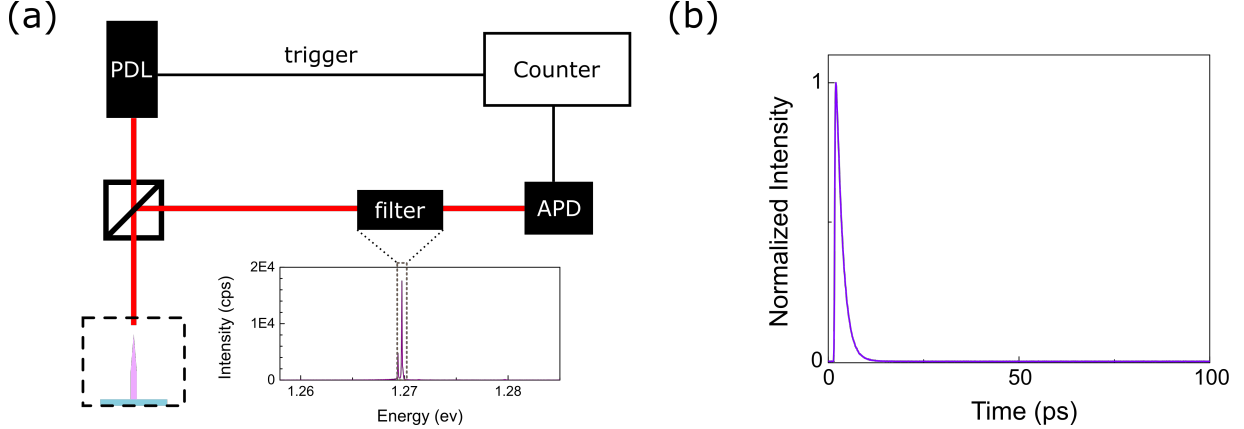 (a)
PDL
trigger
Counter
filter
APD
2E4
1E4
0
Intensity (cps)
1.26
1.27
1.28
Energy (ev)
(b)
1
0
Normalized Intensity
0
50
100
Time (ps)